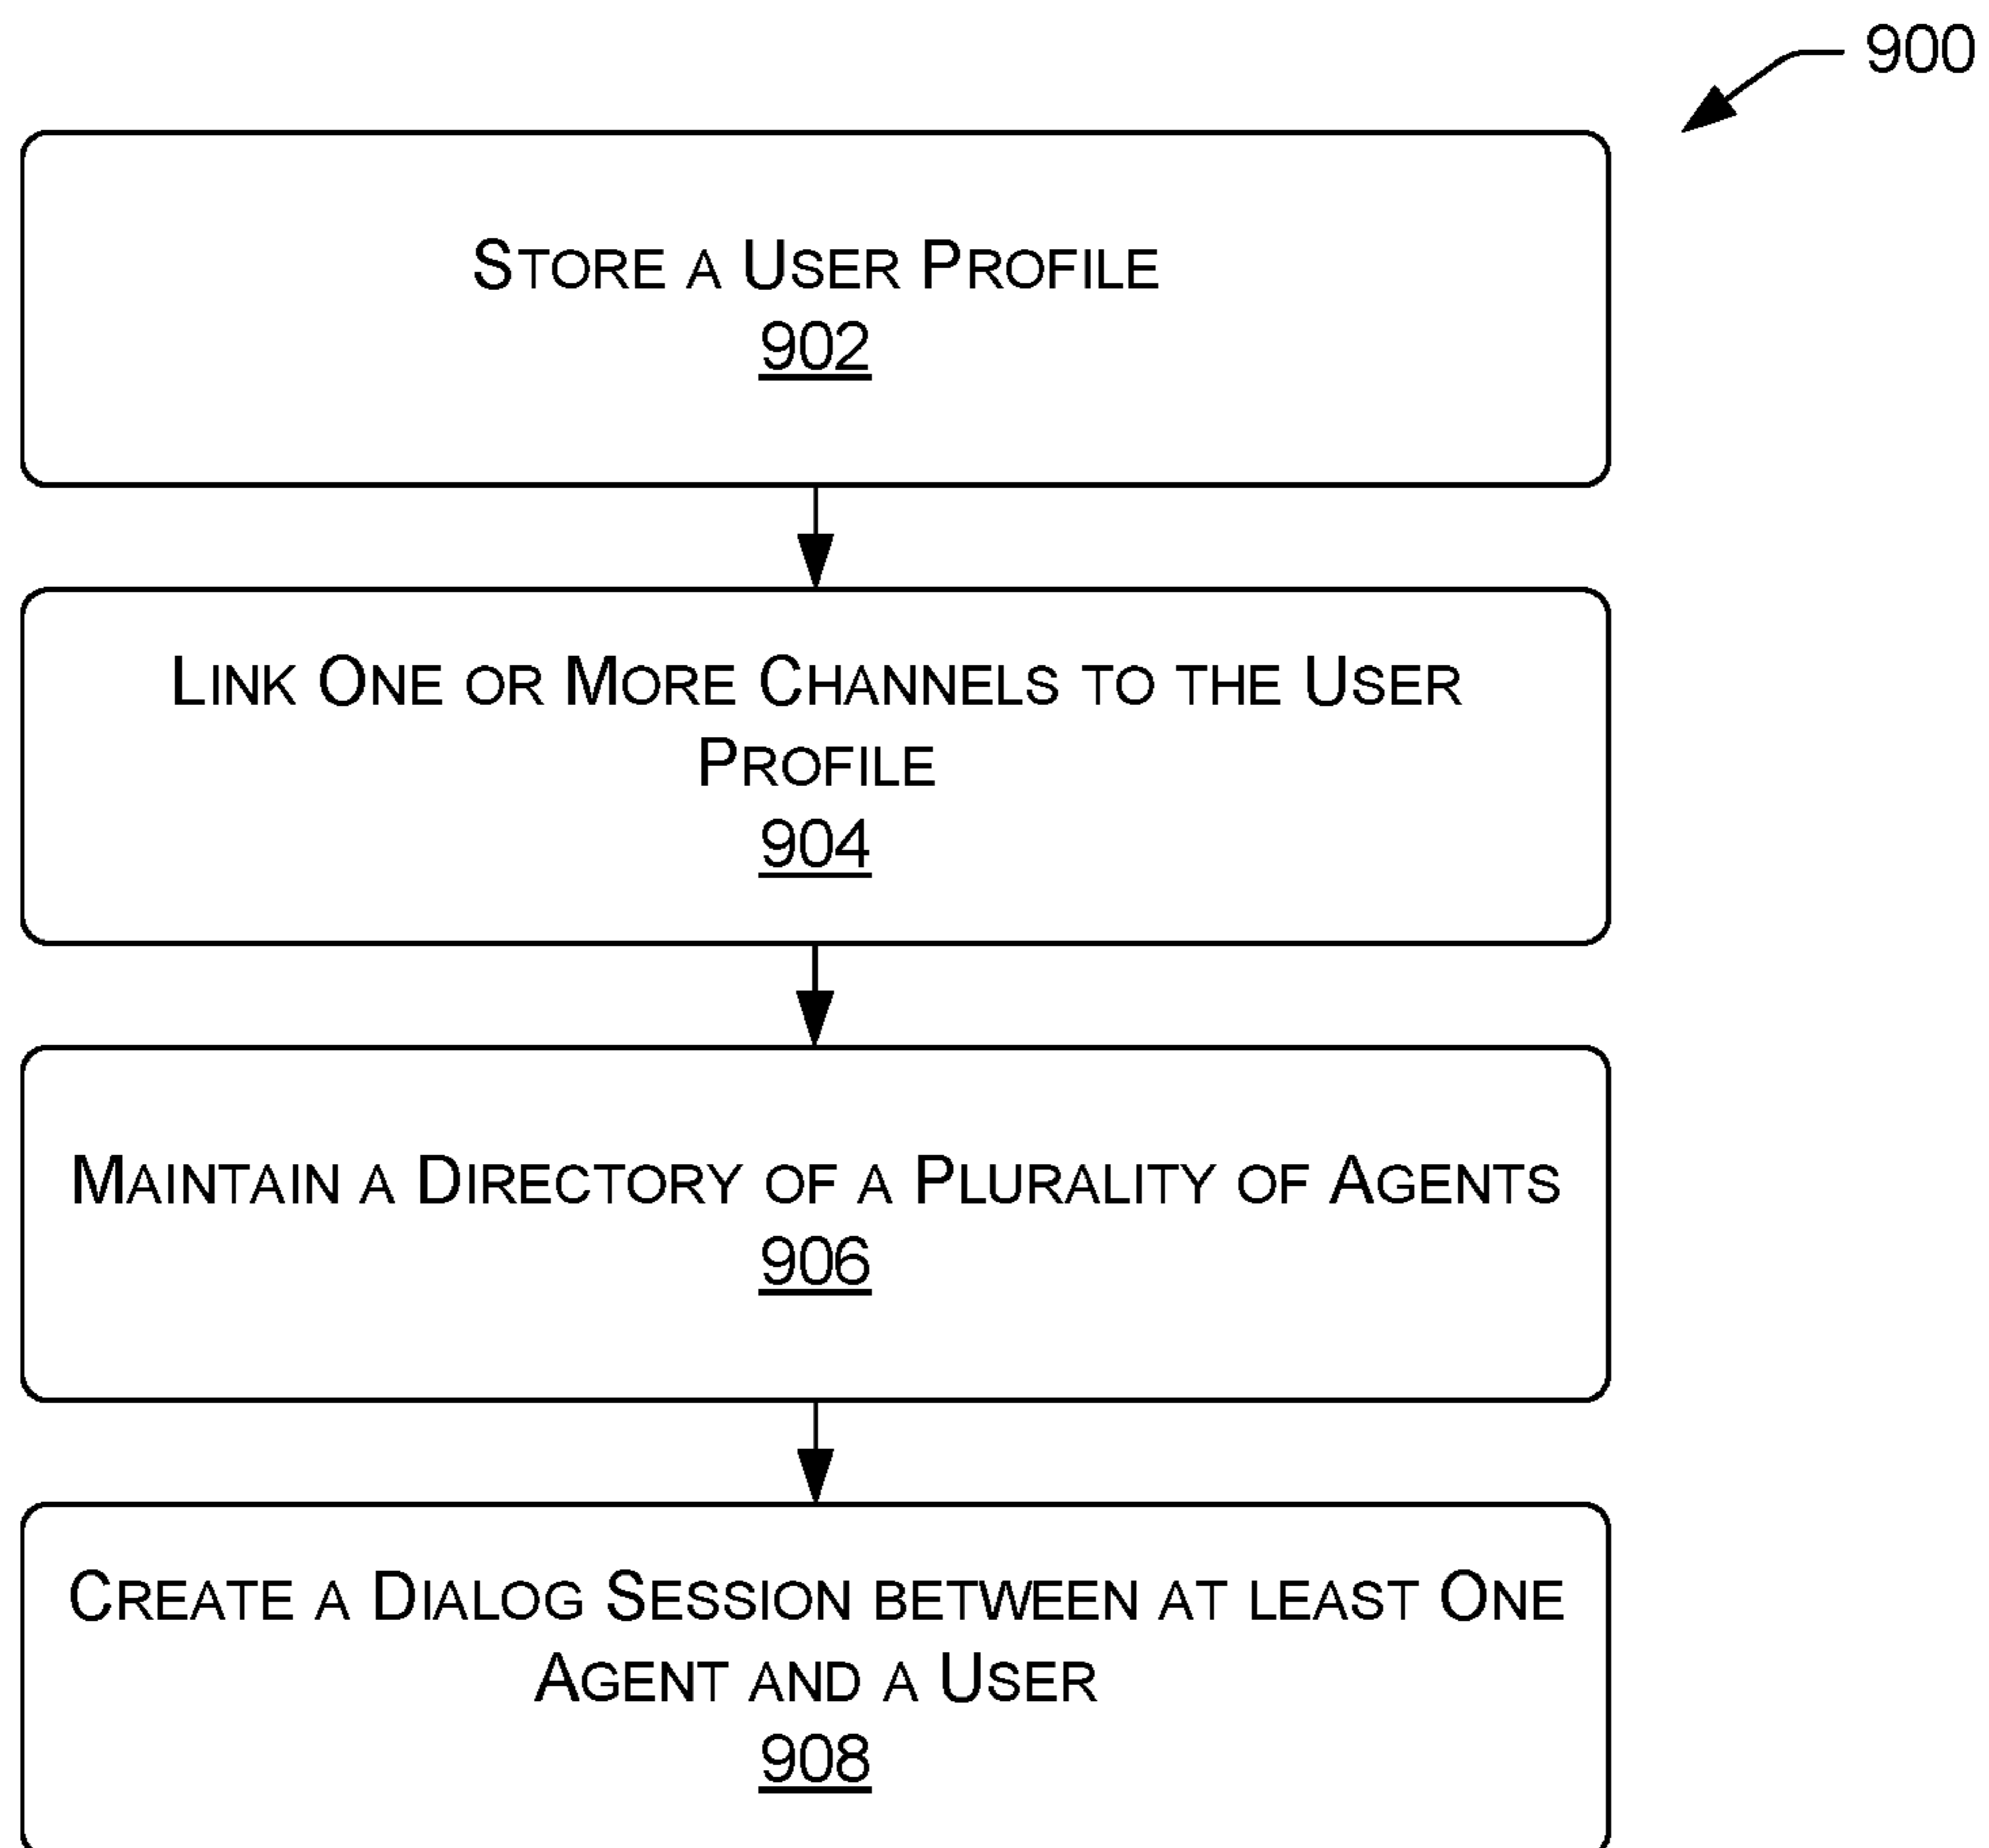 900
Store a User Profile
902
Link One or More Channels to the User
Profile
904
Maintain a Directory of a Plurality of Agents
906
Create a Dialog Session between at least One
Agent and a User
908